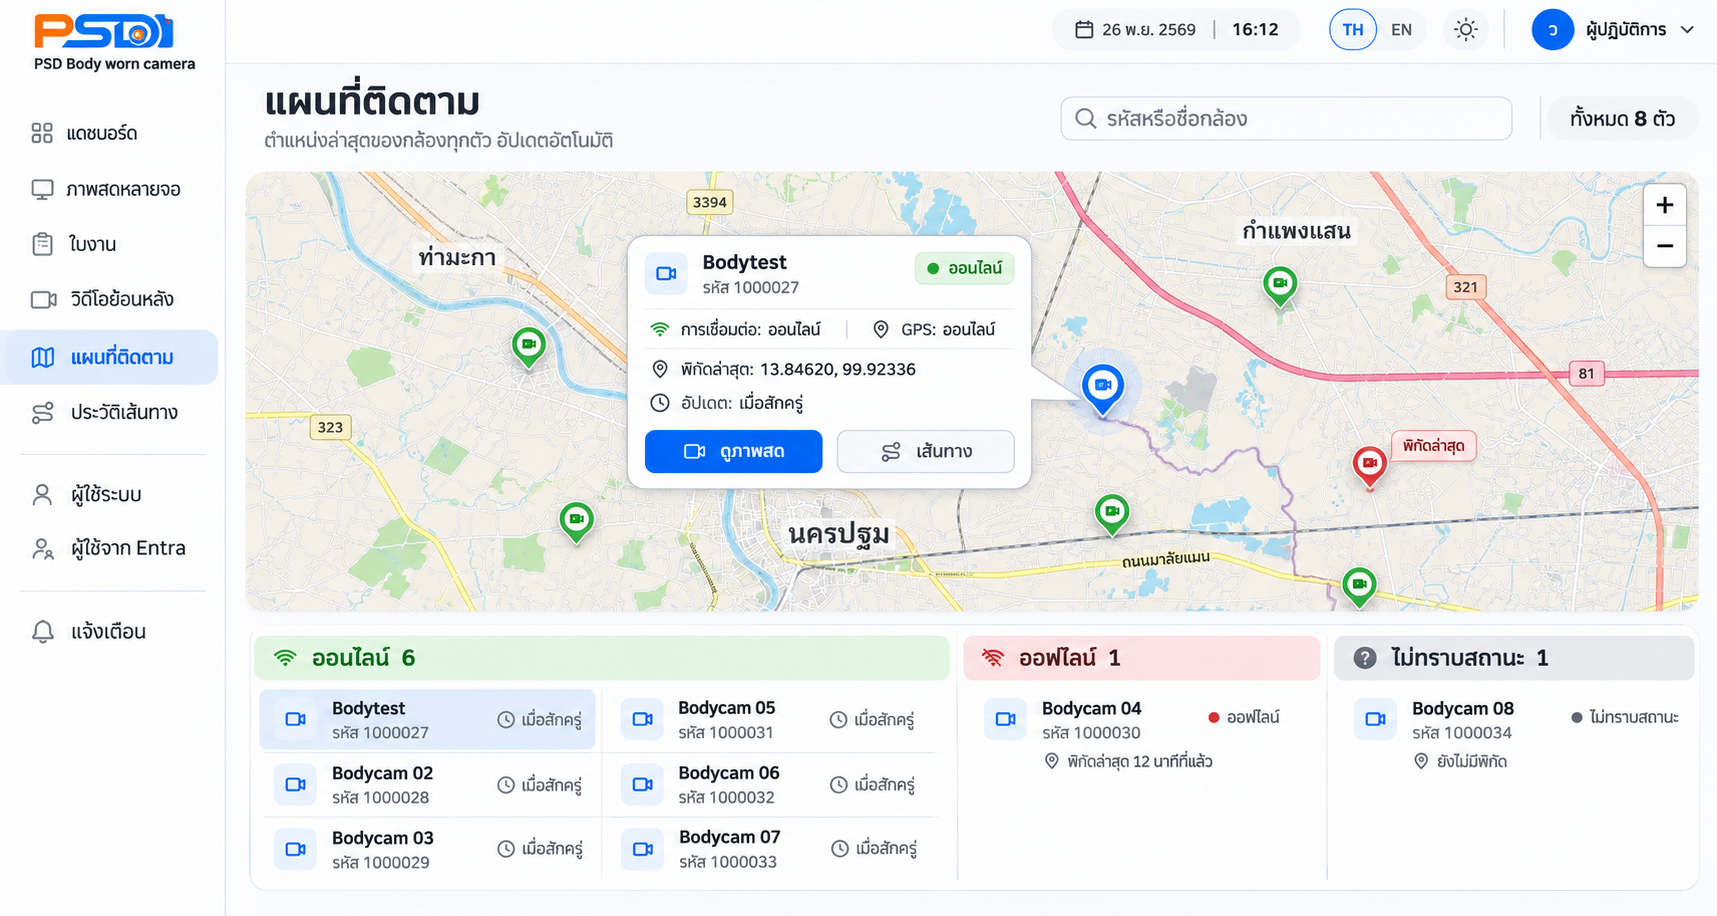 PSD
PSD Body worn camera
26 พ.ย. 2569 | 16:12
TH EN
ว ผู้ปฏิบัติการ
แดชบอร์ด
ภาพสดหลายจอ
ใบงาน
วิดีโอย้อนหลัง
แผนที่ติดตาม
ประวัติเส้นทาง
ผู้ใช้ระบบ
ผู้ใช้จาก Entra
แจ้งเตือน
แผนที่ติดตาม
ตำแหน่งล่าสุดของกล้องทุกตัว อัปเดตอัตโนมัติ
รหัสหรือชื่อกล้อง
ทั้งหมด 8 ตัว
3394
ท่ามะกา
กำแพงแสน
+
−
321
81
323
พิกัดล่าสุด
นครปฐม
ถนนมาลัยแมน
Bodytest
รหัส 1000027
ออนไลน์
การเชื่อมต่อ: ออนไลน์ | GPS: ออนไลน์
พิกัดล่าสุด: 13.84620, 99.92336
อัปเดต: เมื่อสักครู่
ดูภาพสด
เส้นทาง
ออนไลน์ 6
Bodytest
รหัส 1000027
เมื่อสักครู่
Bodycam 02
รหัส 1000028
เมื่อสักครู่
Bodycam 03
รหัส 1000029
เมื่อสักครู่
Bodycam 05
รหัส 1000031
เมื่อสักครู่
Bodycam 06
รหัส 1000032
เมื่อสักครู่
Bodycam 07
รหัส 1000033
เมื่อสักครู่
ออฟไลน์ 1
Bodycam 04
รหัส 1000030
ออฟไลน์
พิกัดล่าสุด 12 นาทีที่แล้ว
? ไม่ทราบสถานะ 1
Bodycam 08
รหัส 1000034
ไม่ทราบสถานะ
ยังไม่มีพิกัด